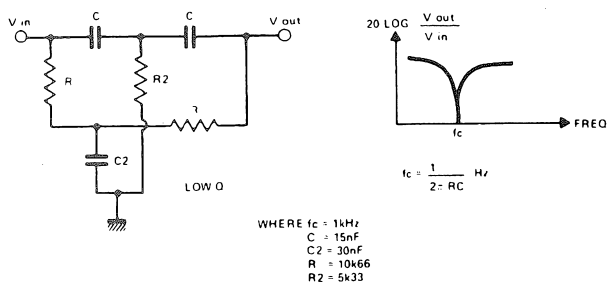 V in
C
C
V out
R
R2
C2
LOW Q
20 LOG V out
V in
FREQ
fc
fc = 1 Hz
2π RC
WHERE fc = 1kHz
C = 15nF
C2 = 30nF
R = 10k66
R2 = 5k33